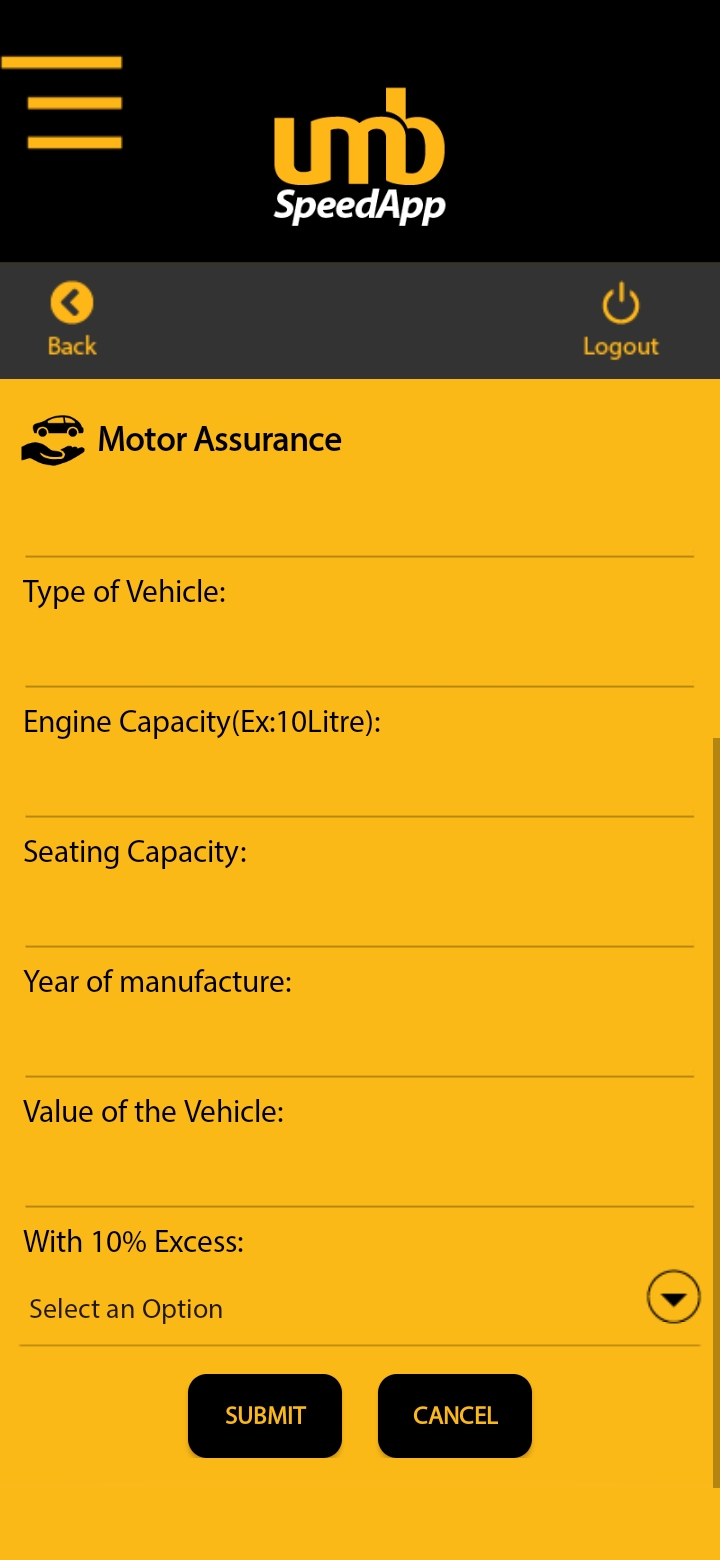 umb
SpeedApp
Back
Logout
Motor Assurance
Type of Vehicle:
Engine Capacity(Ex:10Litre):
Seating Capacity:
Year of manufacture:
Value of the Vehicle:
With 10% Excess:
Select an Option
SUBMIT
CANCEL